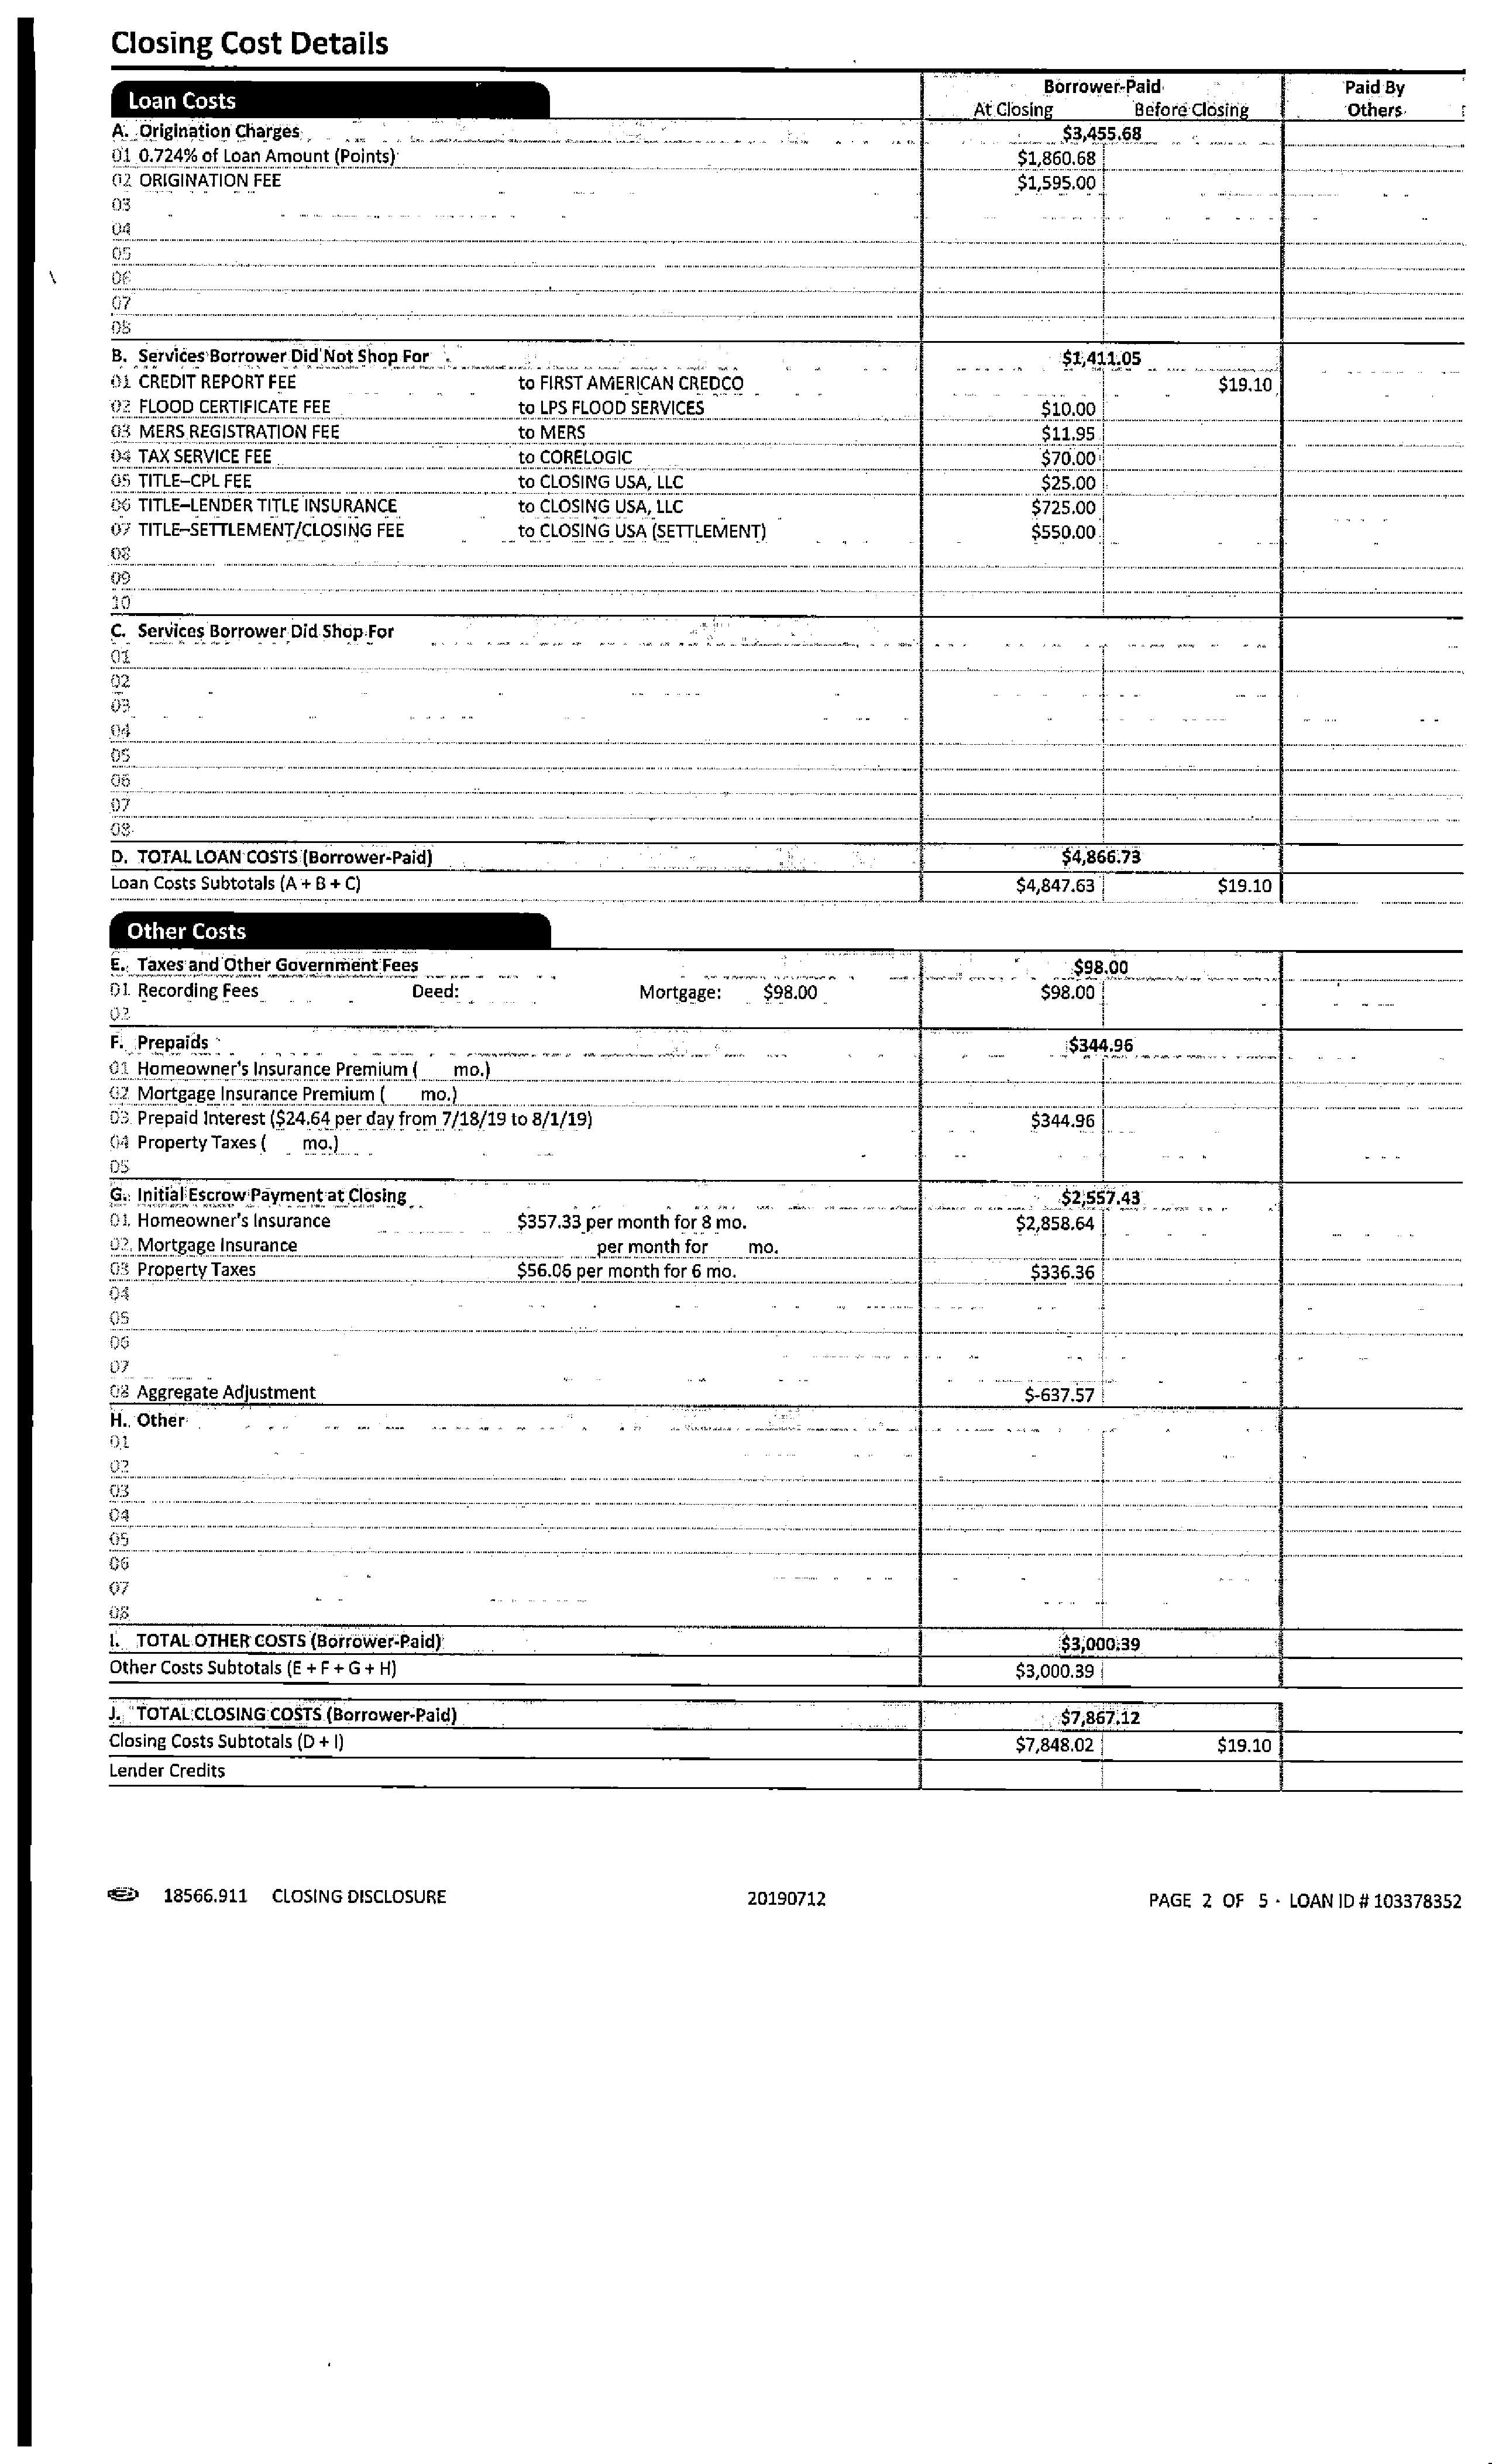 Closing Cost Details
Loan Costs
Borrower-Paid
Paid By
At Closing Before Closing Others
A. Origination Charges $3,455.68
01 0.724% of Loan Amount (Points) $1,860.68
02 ORIGINATION FEE $1,595.00
03
04
05
06
07
08
B. Services Borrower Did Not Shop For $1,411.05
01 CREDIT REPORT FEE to FIRST AMERICAN CREDCO $19.10
02 FLOOD CERTIFICATE FEE to LPS FLOOD SERVICES $10.00
03 MERS REGISTRATION FEE to MERS $11.95
04 TAX SERVICE FEE to CORELOGIC $70.00
05 TITLE–CPL FEE to CLOSING USA, LLC $25.00
06 TITLE–LENDER TITLE INSURANCE to CLOSING USA, LLC $725.00
07 TITLE–SETTLEMENT/CLOSING FEE to CLOSING USA (SETTLEMENT) $550.00
08
09
10
C. Services Borrower Did Shop For
01
02
03
04
05
06
07
08
D. TOTAL LOAN COSTS (Borrower-Paid) $4,866.73
Loan Costs Subtotals (A + B + C) $4,847.63 $19.10
Other Costs
E. Taxes and Other Government Fees $98.00
01 Recording Fees Deed: Mortgage: $98.00 $98.00
02
F. Prepaids $344.96
01 Homeowner's Insurance Premium ( mo.)
02 Mortgage Insurance Premium ( mo.)
03 Prepaid Interest ($24.64 per day from 7/18/19 to 8/1/19) $344.96
04 Property Taxes ( mo.)
05
G. Initial Escrow Payment at Closing $2,557.43
01 Homeowner's Insurance $357.33 per month for 8 mo. $2,858.64
02 Mortgage Insurance per month for mo.
03 Property Taxes $56.06 per month for 6 mo. $336.36
04
05
06
07
08 Aggregate Adjustment $-637.57
H. Other
01
02
03
04
05
06
07
08
I. TOTAL OTHER COSTS (Borrower-Paid) $3,000.39
Other Costs Subtotals (E + F + G + H) $3,000.39
J. TOTAL CLOSING COSTS (Borrower-Paid) $7,867.12
Closing Costs Subtotals (D + I) $7,848.02 $19.10
Lender Credits
18566.911 CLOSING DISCLOSURE 20190712 PAGE 2 OF 5 · LOAN ID # 103378352